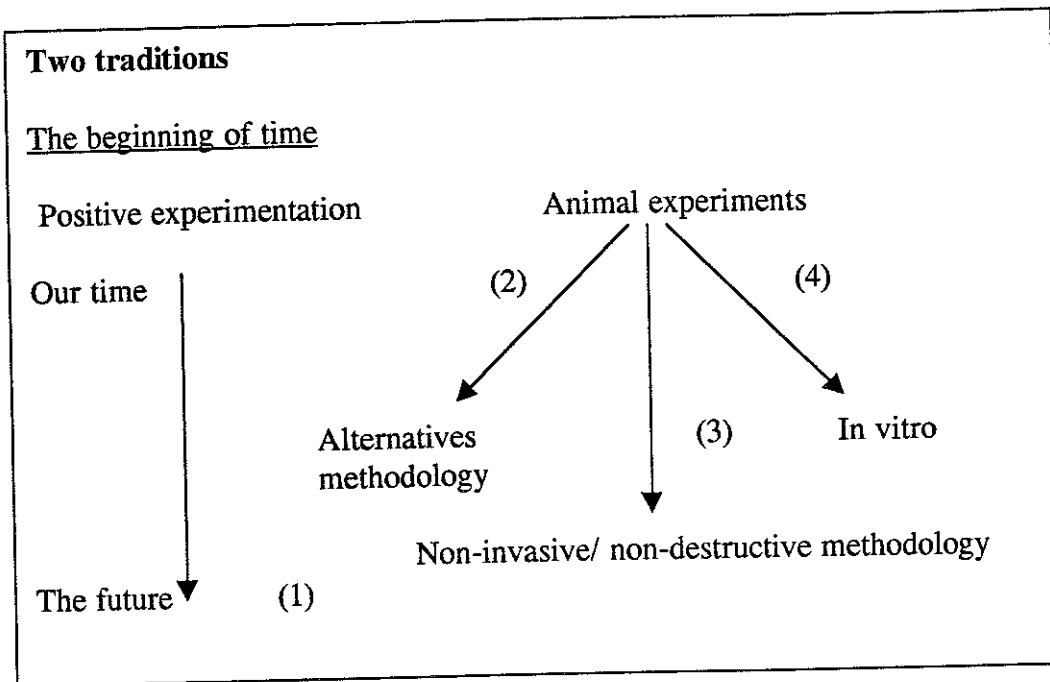 Two traditions
The beginning of time
Positive experimentation
Animal experiments
Our time
(2)
(4)
Alternatives
methodology
(3)
In vitro
Non-invasive/ non-destructive methodology
The future
(1)